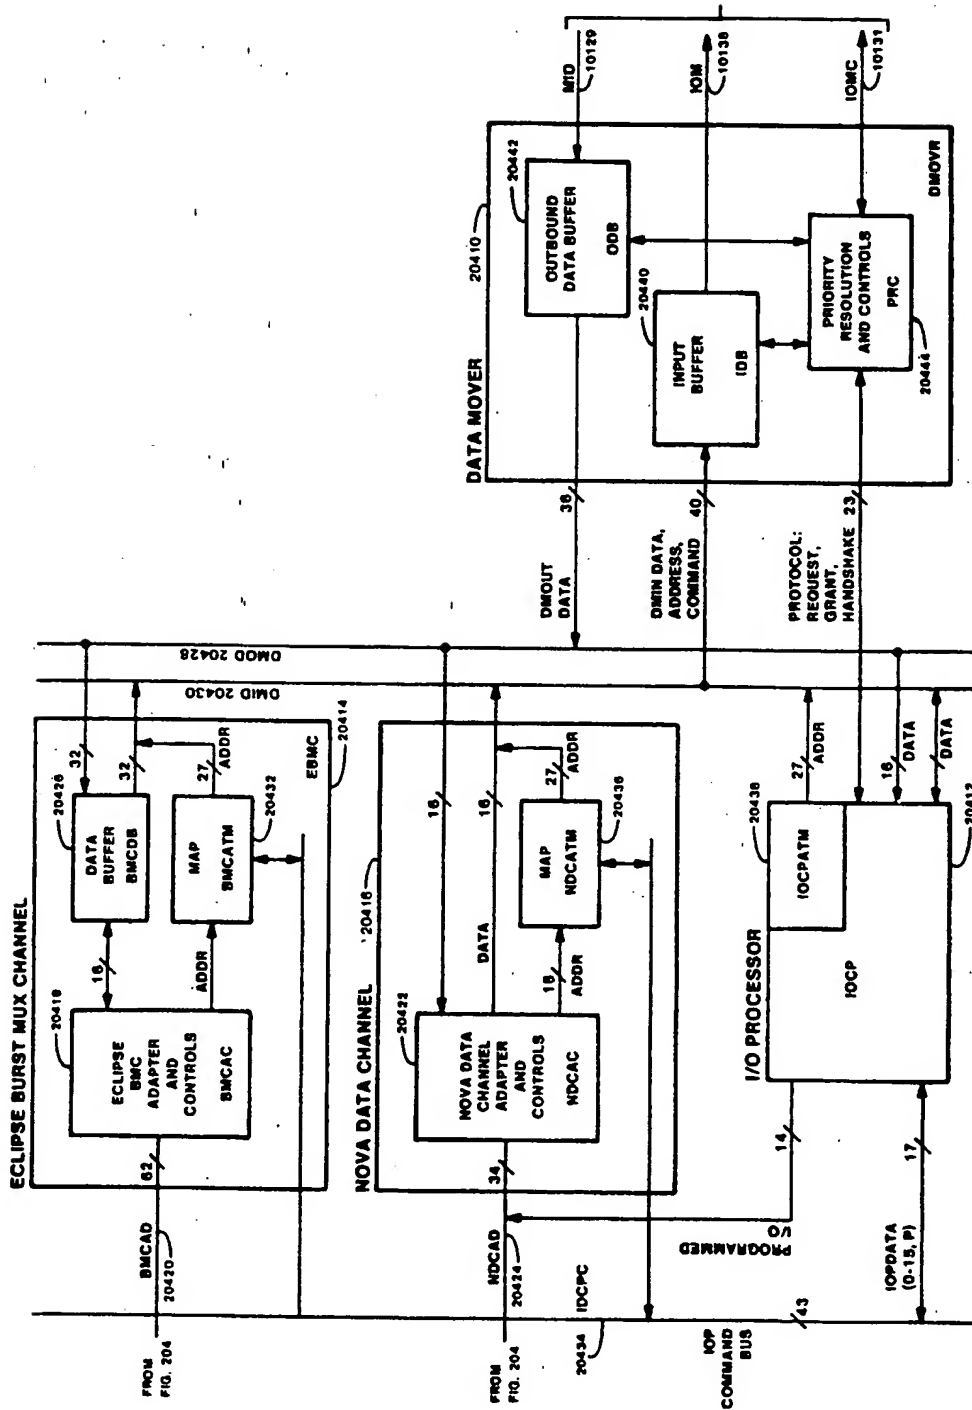 ECLIPSE BURST MUX CHANNEL
FROM
FIG. 204
BMCAD
20420
62
20418
ECLIPSE
BMC
ADAPTER
AND
CONTROLS
BMCAC
16
ADDR
20426
DATA
BUFFER
BMCDB
MAP
BMCATM
20432
32
32
27
ADDR
EBMC
20414
DMID 20430
DMOD 20428
NOVA DATA CHANNEL
20416
FROM
FIG. 204
NDCAD
20424
34
20422
NOVA DATA
CHANNEL
ADAPTER
AND
CONTROLS
NDCAC
16
DATA
16
16
ADDR
MAP
NDCATM
20436
27
ADDR
IDCPC
20434
IOP
COMMAND
BUS
43
PROGRAMMED
I/O
14
IOPDATA
(0-15, P)
17
I/O PROCESSOR
IOCP
IOCPATM
20438
27
ADDR
16
DATA
DATA
20412
DMOUT
DATA
36
DMIN DATA,
ADDRESS,
COMMAND
40
PROTOCOL:
REQUEST,
GRANT,
HANDSHAKE
23
DATA MOVER
20410
OUTBOUND
DATA BUFFER
ODB
20442
INPUT
BUFFER
IDB
20440
PRIORITY
RESOLUTION
AND CONTROLS
PRC
20444
DMOVR
MIO
10129
IOM
10138
IOMC
10131